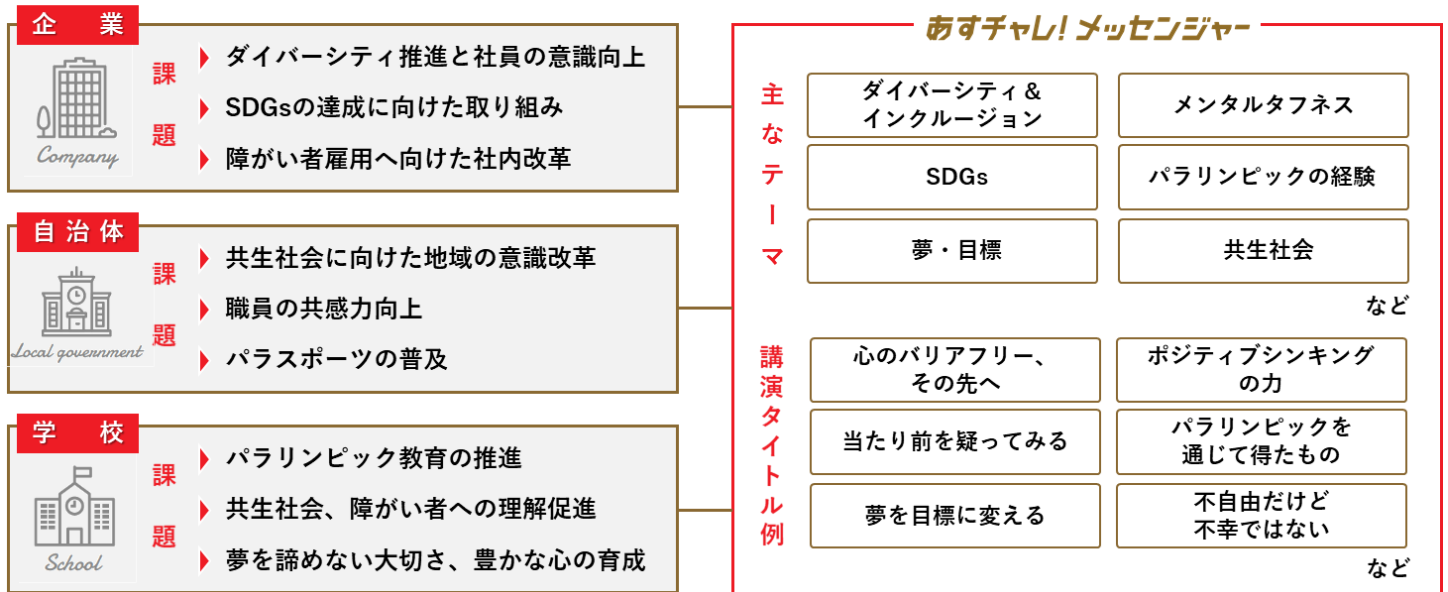 企業
Company
課題
ダイバーシティ推進と社員の意識向上
SDGsの達成に向けた取り組み
障がい者雇用へ向けた社内改革
自治体
Local government
課題
共生社会に向けた地域の意識改革
職員の共感力向上
パラスポーツの普及
学校
School
課題
パラリンピック教育の推進
共生社会、障がい者への理解促進
夢を諦めない大切さ、豊かな心の育成
あすチャレ!メッセンジャー
主なテーマ
ダイバーシティ&
インクルージョン
メンタルタフネス
SDGs
パラリンピックの経験
夢・目標
共生社会
など
講演タイトル例
心のバリアフリー、
その先へ
ポジティブシンキング
の力
当たり前を疑ってみる
パラリンピックを
通じて得たもの
夢を目標に変える
不自由だけど
不幸ではない
など